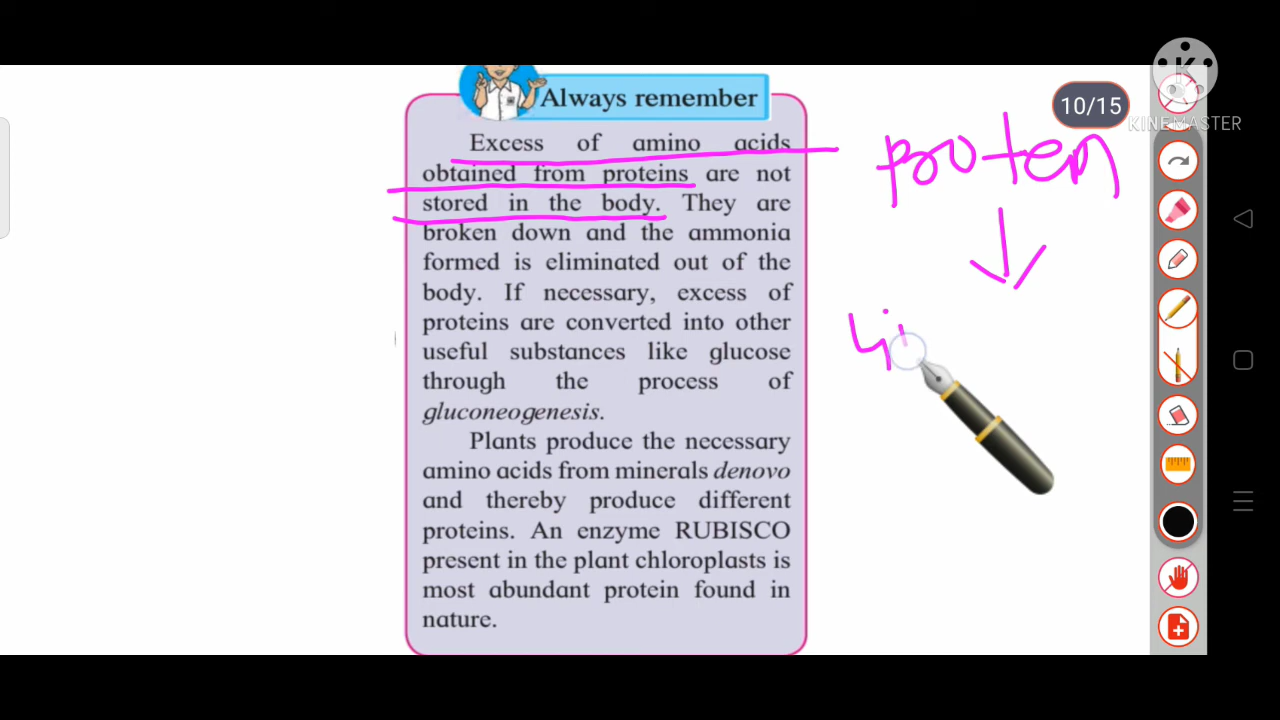 Always remember
10/15
KINEMASTER
Excess of amino acids
obtained from proteins are not
stored in the body. They are
broken down and the ammonia
formed is eliminated out of the
body. If necessary, excess of
proteins are converted into other
useful substances like glucose
through the process of
gluconeogenesis.
Plants produce the necessary
amino acids from minerals denovo
and thereby produce different
proteins. An enzyme RUBISCO
present in the plant chloroplasts is
most abundant protein found in
nature.